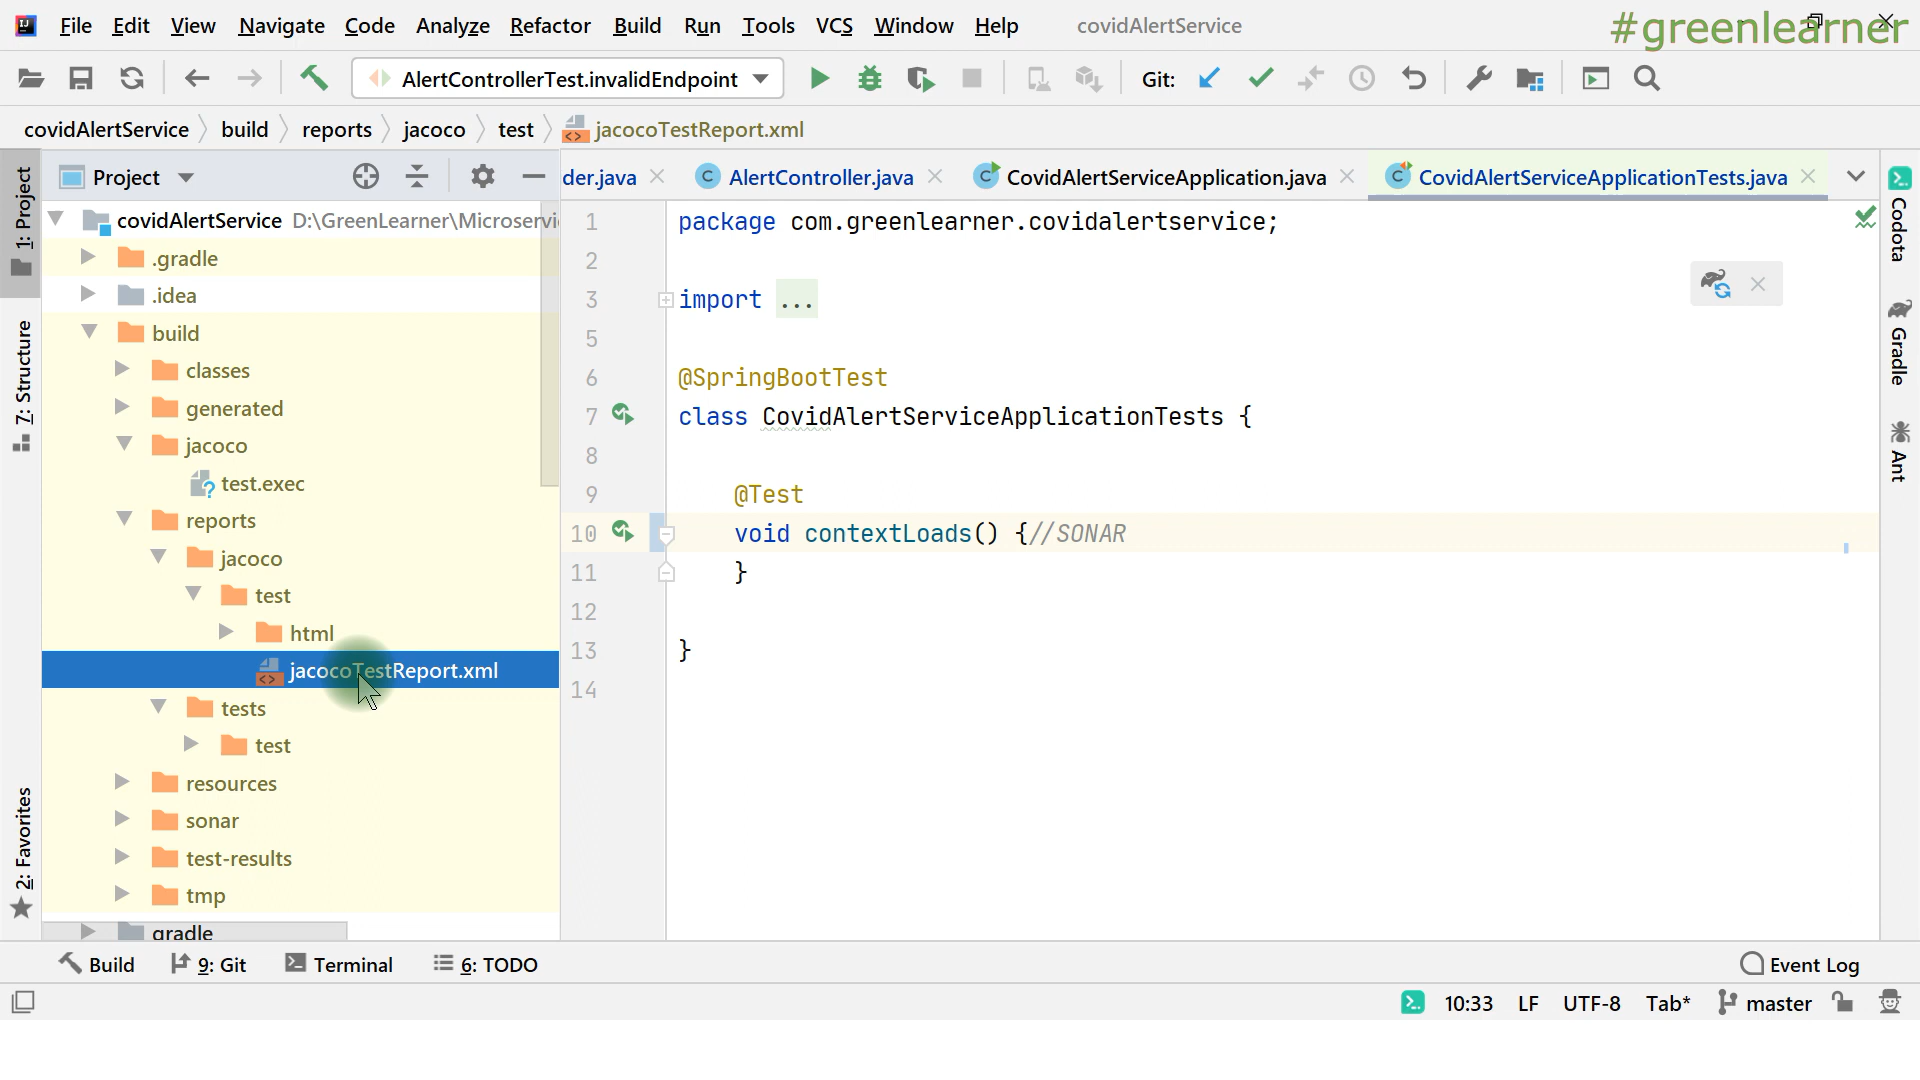 File Edit View Navigate Code Analyze Refactor Build Run Tools VCS Window Help covidAlertService
#greenlearner
AlertControllerTest.invalidEndpoint
Git:
covidAlertService build reports jacoco test jacocoTestReport.xml
Project
der.java AlertController.java CovidAlertServiceApplication.java CovidAlertServiceApplicationTests.java
1: Project
7: Structure
2: Favorites
covidAlertService D:\GreenLearner\Microservi
.gradle
.idea
build
classes
generated
jacoco
test.exec
reports
jacoco
test
html
jacocoTestReport.xml
tests
test
resources
sonar
test-results
tmp
gradle
1 package com.greenlearner.covidalertservice;
2
3 import ...
5
6 @SpringBootTest
7 class CovidAlertServiceApplicationTests {
8
9 @Test
10 void contextLoads() {//SONAR
11 }
12
13 }
14
Codota
Gradle
Ant
Build 9: Git Terminal 6: TODO Event Log
10:33 LF UTF-8 Tab* master